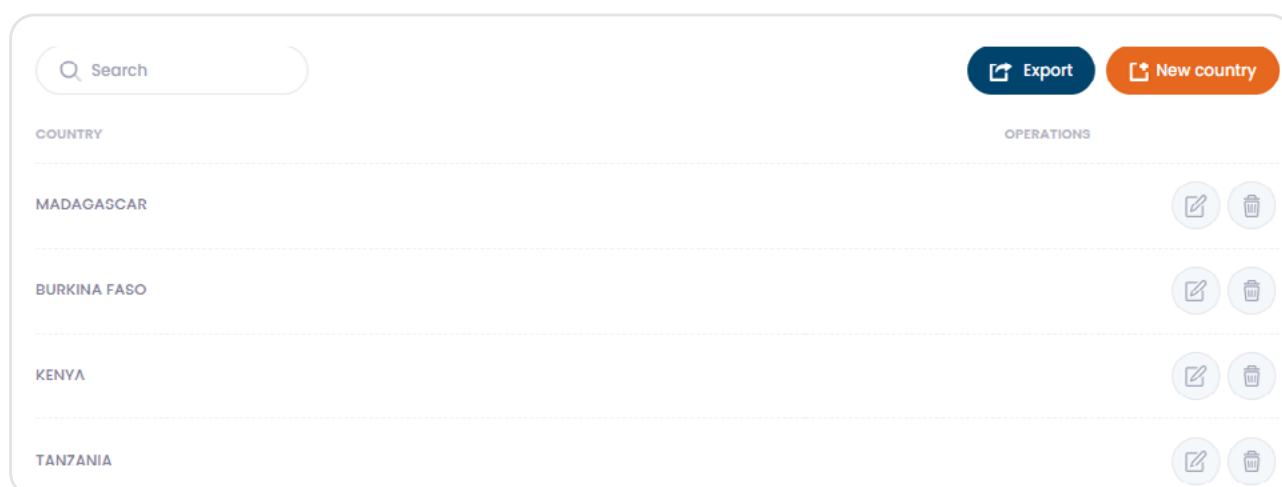 Search
Export
New country
COUNTRY
OPERATIONS
MADAGASCAR
BURKINA FASO
KENYA
TANZANIA